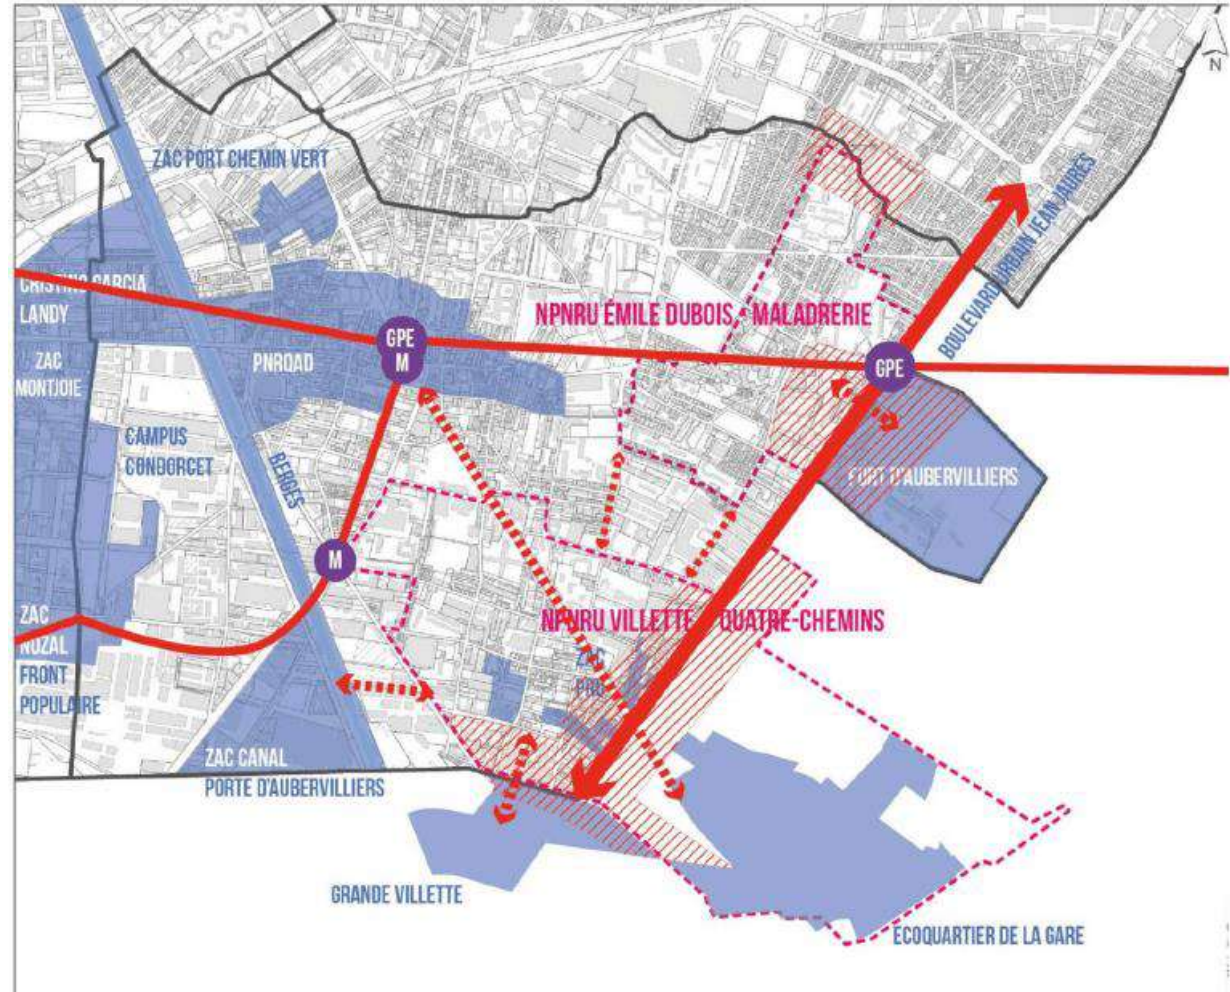 N
ZAC PORT CHEMIN VERT
BOULEVARD URBAIN JEAN JAURÈS
CRISTINO GARCIA
LANDY
NPNRU ÉMILE DUBOIS - MALADRERIE
GPE
M
GPE
ZAC
MONTJOIE
PNRQAD
CAMPUS
CONDORCET
BERGES
FORT D'AUBERVILLIERS
M
ZAC
NOZAL
FRONT
POPULAIRE
NPNRU VILLETTE QUATRE-CHEMINS
ZAC
PRU
ZAC CANAL
PORTE D'AUBERVILLIERS
GRANDE VILLETTE
ECOQUARTIER DE LA GARE